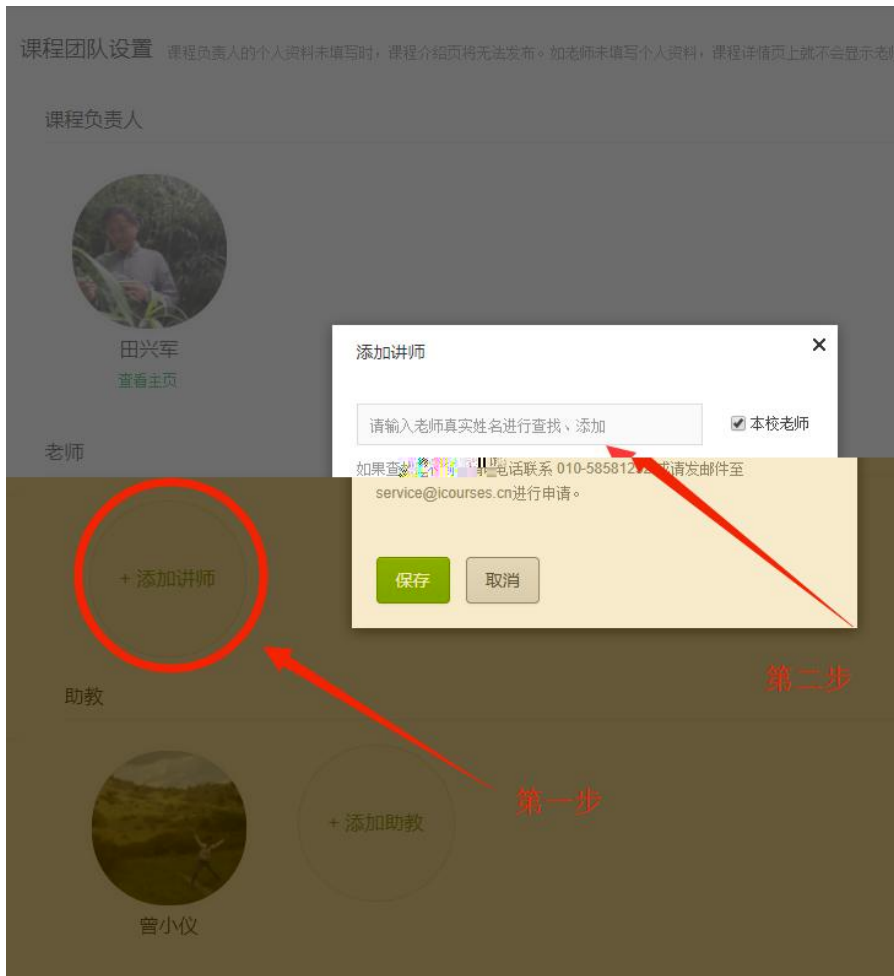 课程团队设置 课程负责人的个人资料未填写时，课程介绍页将无法发布。如老师未填写个人资料，课程详情页上就不会显示老
课程负责人
田兴军
查看主页
添加讲师
请输入老师真实姓名进行查找、添加
本校老师
老师
如果查 电话联系 010-58581 或请发邮件至
service@icourses.cn进行申请。
+ 添加讲师
保存
取消
第二步
助教
第一步
+ 添加助教
曾小仪